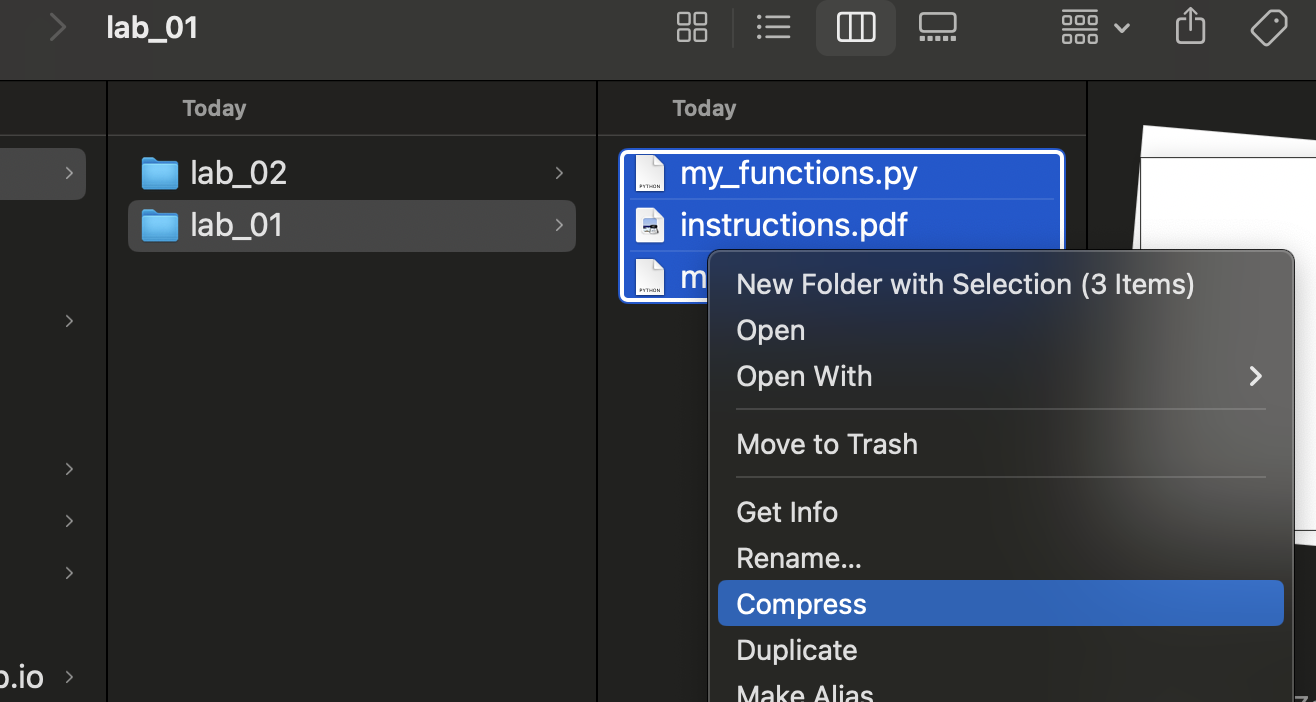 lab_01
Today
lab_02
lab_01
Today
my_functions.py
instructions.pdf
m
New Folder with Selection (3 Items)
Open
Open With
Move to Trash
Get Info
Rename...
Compress
Duplicate
Make Alias
.io
PYTHON
PYTHON